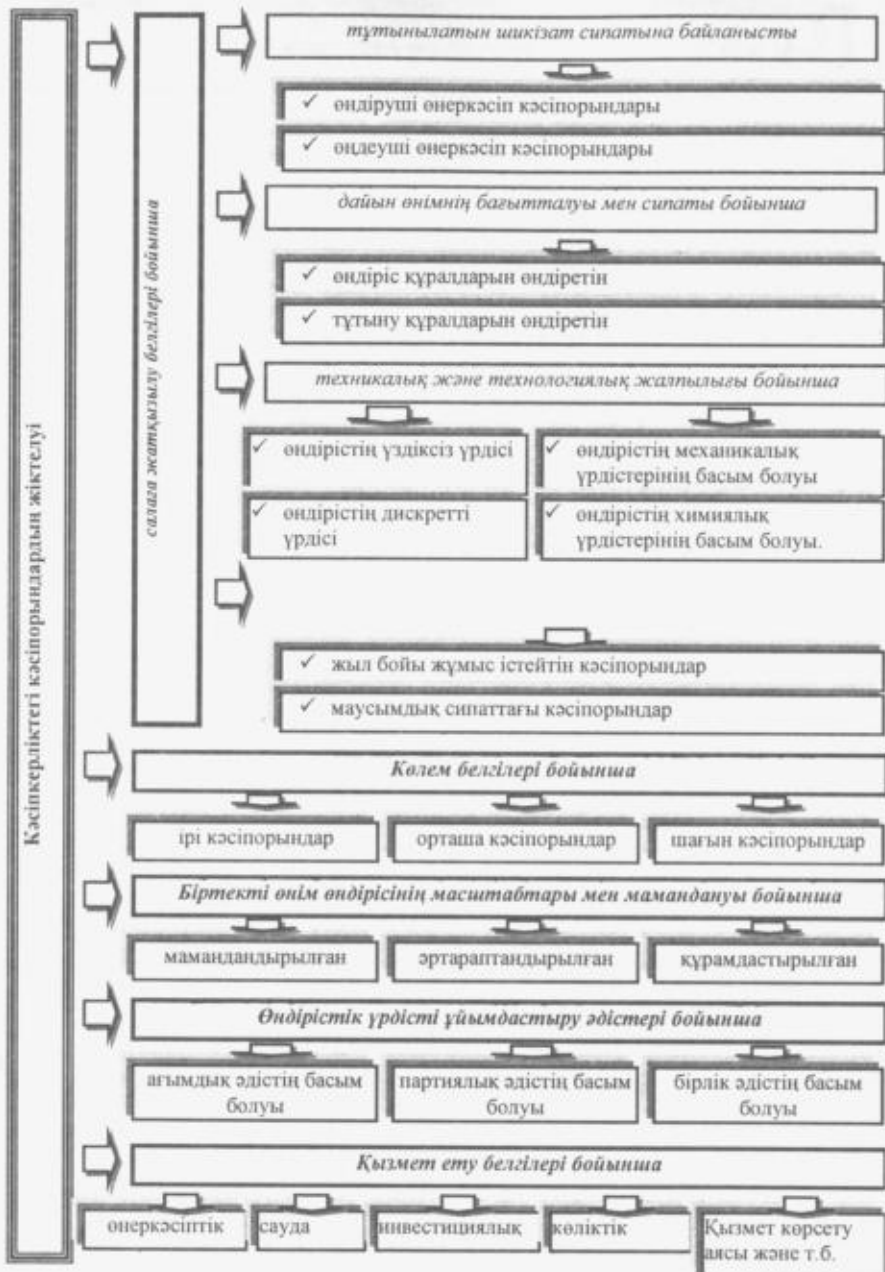 Кәсіпкерліктегі кәсіпорындардың жіктелуі
салаға жатқызылу белгілері бойынша
тұтынылатын шикізат сипатына байланысты
✓ өндіруші өнеркәсіп кәсіпорындары
✓ өңдеуші өнеркәсіп кәсіпорындары
дайын өнімнің бағытталуы мен сипаты бойынша
✓ өндіріс құралдарын өндіретін
✓ тұтыну құралдарын өндіретін
техникалық және технологиялық жалпылығы бойынша
✓ өндірістің үздіксіз үрдісі
✓ өндірістің дискретті
үрдісі
✓ өндірістің механикалық
үрдістерінің басым болуы
✓ өндірістің химиялық
үрдістерінің басым болуы.
✓ жыл бойы жұмыс істейтін кәсіпорындар
✓ маусымдық сипаттағы кәсіпорындар
Көлем белгілері бойынша
ірі кәсіпорындар
орташа кәсіпорындар
шағын кәсіпорындар
Біртекті өнім өндірісінің масштабтары мен мамандануы бойынша
мамандандырылған
әртараптандырылған
құрамдастырылған
Өндірістік үрдісті ұйымдастыру әдістері бойынша
ағымдық әдістің басым
болуы
партиялық әдістің басым
болуы
бірлік әдістің басым
болуы
Қызмет ету белгілері бойынша
өнеркәсіптік
сауда
инвестициялық
көліктік
Қызмет көрсету
аясы және т.б.